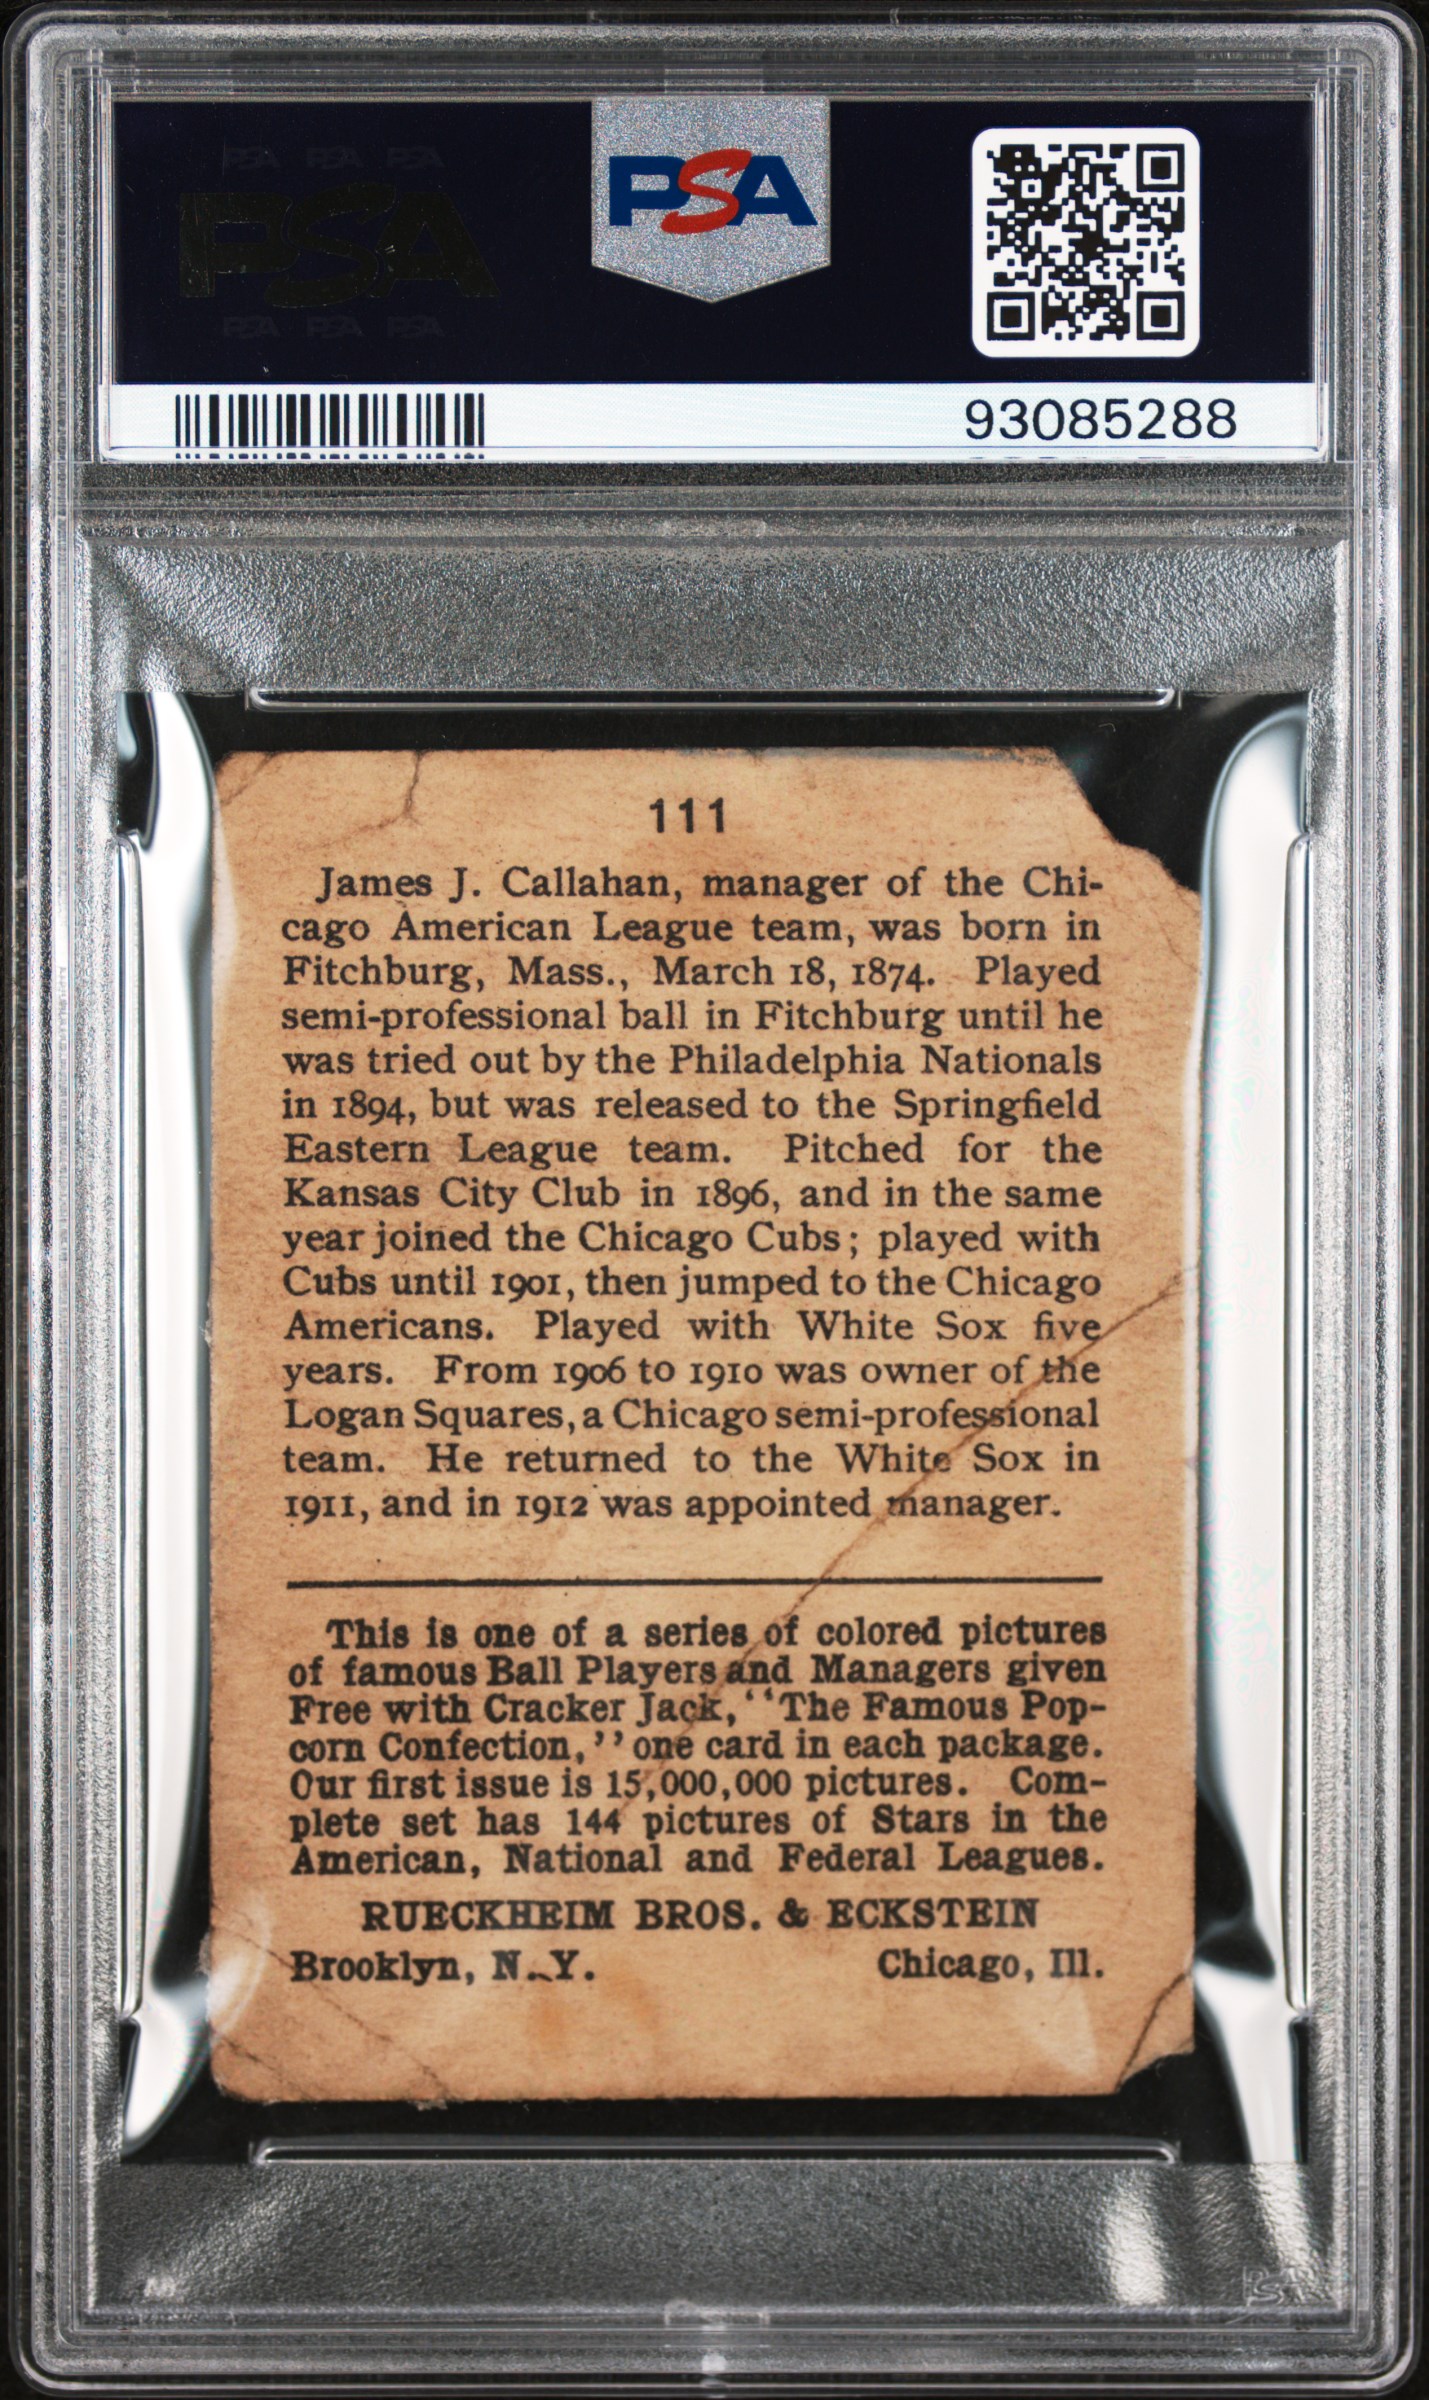 PSA PSA PSA
PSA
PSA PSA PSA
PSA
93085288
111
James J. Callahan, manager of the Chi-
cago American League team, was born in
Fitchburg, Mass., March 18, 1874. Played
semi-professional ball in Fitchburg until he
was tried out by the Philadelphia Nationals
in 1894, but was released to the Springfield
Eastern League team. Pitched for the
Kansas City Club in 1896, and in the same
year joined the Chicago Cubs; played with
Cubs until 1901, then jumped to the Chicago
Americans. Played with White Sox five
years. From 1906 to 1910 was owner of the
Logan Squares, a Chicago semi-professional
team. He returned to the White Sox in
1911, and in 1912 was appointed manager.
This is one of a series of colored pictures
of famous Ball Players and Managers given
Free with Cracker Jack, "The Famous Pop-
corn Confection," one card in each package.
Our first issue is 15,000,000 pictures. Com-
plete set has 144 pictures of Stars in the
American, National and Federal Leagues.
RUECKHEIM BROS. & ECKSTEIN
Brooklyn, N. Y. Chicago, Ill.
PSA